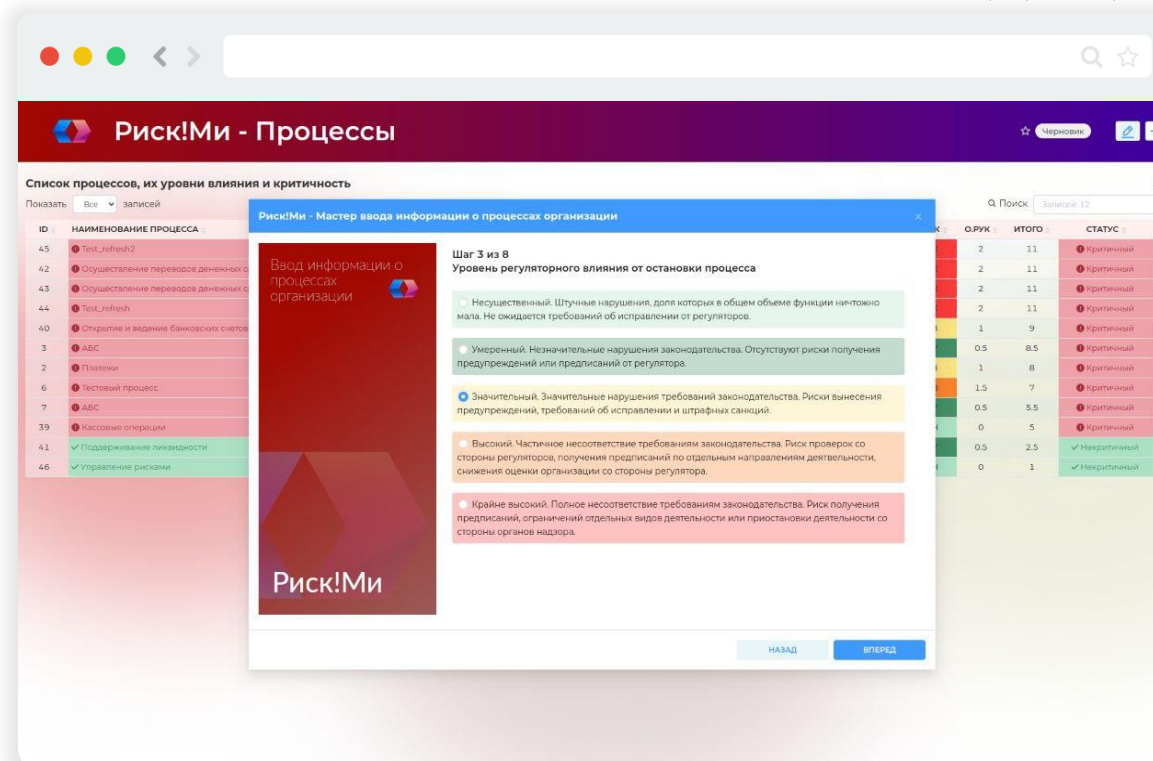 Риск!Ми - Процессы
Черновик
Список процессов, их уровни влияния и критичность
Показать Все записей
Поиск Записей: 12
ID НАИМЕНОВАНИЕ ПРОЦЕССА О.РУК ИТОГО СТАТУС
45 Test_refresh2 2 11 Критичный
42 Осуществление переводов денежных 2 11 Критичный
43 Осуществление переводов денежных 2 11 Критичный
44 Test_refresh 2 11 Критичный
40 Открытие и ведение банковских счетов 1 9 Критичный
3 АБС 0.5 8.5 Критичный
2 Платежи 1 8 Критичный
6 Тестовый процесс 1.5 7 Критичный
7 АБС 0.5 5.5 Критичный
39 Кассовые операции 0 5 Критичный
41 Поддерживание ликвидности 0.5 2.5 Некритичный
46 Управление рисками 0 1 Некритичный
Риск!Ми - Мастер ввода информации о процессах организации
Ввод информации о
процессах
организации
Риск!Ми
Шаг 3 из 8
Уровень регуляторного влияния от остановки процесса
Несущественный. Штучные нарушения, доля которых в общем объеме функции ничтожно
мала. Не ожидается требований об исправлении от регуляторов.
Умеренный. Незначительные нарушения законодательства. Отсутствуют риски получения
предупреждений или предписаний от регулятора.
Значительный. Значительные нарушения требований законодательства. Риски вынесения
предупреждений, требований об исправлении и штрафных санкций.
Высокий. Частичное несоответствие требованиям законодательства. Риск проверок со
стороны регуляторов, получения предписаний по отдельным направлениям деятвельности,
снижения оценки организации со стороны регулятора.
Крайне высокий. Полное несоответствие требованиям законодательства. Риск получения
предписаний, ограничений отдельных видов деятельности или приостановки деятельности со
стороны органов надзора.
НАЗАД
ВПЕРЕД